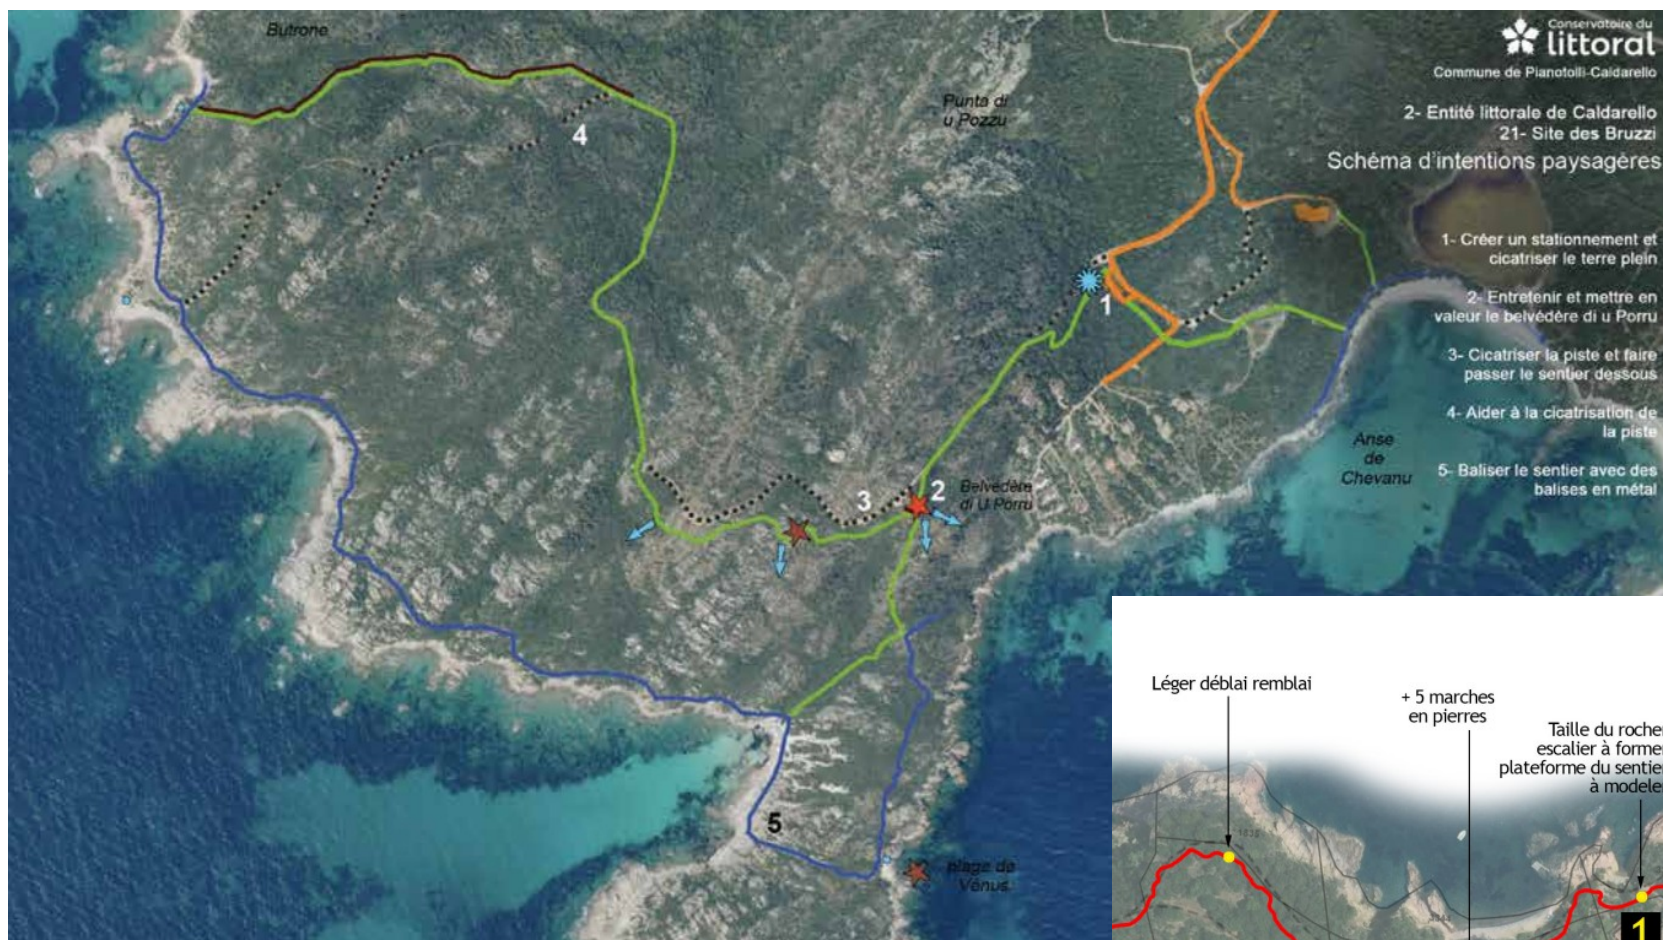 Butrone
Conservatoire du
littoral
Commune de Pianotolli-Caldarello
2- Entité littorale de Caldarello
21- Site des Bruzzi
Schéma d'intentions paysagères
Punta di
u Pozzu
4
1- Créer un stationnement et
cicatriser le terre plein
1
2- Entretenir et mettre en
valeur le belvédère di u Porru
3- Cicatriser la piste et faire
passer le sentier dessous
4- Aider à la cicatrisation de
la piste
5- Baliser le sentier avec des
balises en métal
Anse
de
Chevanu
3
2
Belvédère
di U Porru
5
plage de
Vénus
Léger déblai remblai
+ 5 marches
en pierres
Taille du rocher
escalier à former
plateforme du sentier
à modeler
1